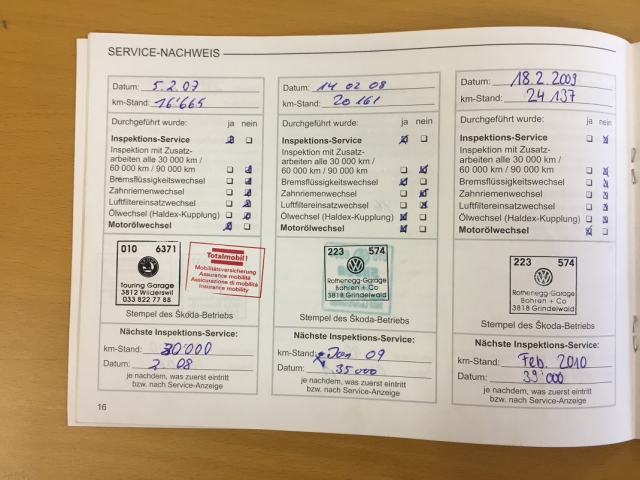 SERVICE-NACHWEIS
Datum: 5.2.07
km-Stand: 16'665
Durchgeführt wurde: ja nein
Inspektions-Service
Inspektion mit Zusatz-
arbeiten alle 30 000 km /
60 000 km / 90 000 km
Bremsflüssigkeitswechsel
Zahnriemenwechsel
Luftfiltereinsatzwechsel
Ölwechsel (Haldex-Kupplung)
Motorölwechsel
010 6371
Touring Garage
3812 Wilderswil
033 822 77 88
Totalmobil!
Mobilitätsversicherung
Assurance mobilité
Assicurazione di mobilità
Insurance mobility
Stempel des Škoda-Betriebs
Nächste Inspektions-Service:
km-Stand: 30'000
Datum: 2.08
je nachdem, was zuerst eintritt
bzw. nach Service-Anzeige
16
Datum: 14 02 08
km-Stand: 20 161
Durchgeführt wurde: ja nein
Inspektions-Service
Inspektion mit Zusatz-
arbeiten alle 30 000 km /
60 000 km / 90 000 km
Bremsflüssigkeitswechsel
Zahnriemenwechsel
Luftfiltereinsatzwechsel
Ölwechsel (Haldex-Kupplung)
Motorölwechsel
223 574
Rothenegg-Garage
Bohren + Co
3818 Grindelwald
Stempel des Škoda-Betriebs
Nächste Inspektions-Service:
km-Stand: Jan 09
Datum: 35 000
je nachdem, was zuerst eintritt
bzw. nach Service-Anzeige
Datum: 18.2.2009
km-Stand: 24 137
Durchgeführt wurde: ja nein
Inspektions-Service
Inspektion mit Zusatz-
arbeiten alle 30 000 km /
60 000 km / 90 000 km
Bremsflüssigkeitswechsel
Zahnriemenwechsel
Luftfiltereinsatzwechsel
Ölwechsel (Haldex-Kupplung)
Motorölwechsel
223 574
Rothenegg-Garage
Bohren + Co
3818 Grindelwald
Stempel des Škoda-Betriebs
Nächste Inspektions-Service:
km-Stand: Feb. 2010
Datum: 39'000
je nachdem, was zuerst eintritt
bzw. nach Service-Anzeige